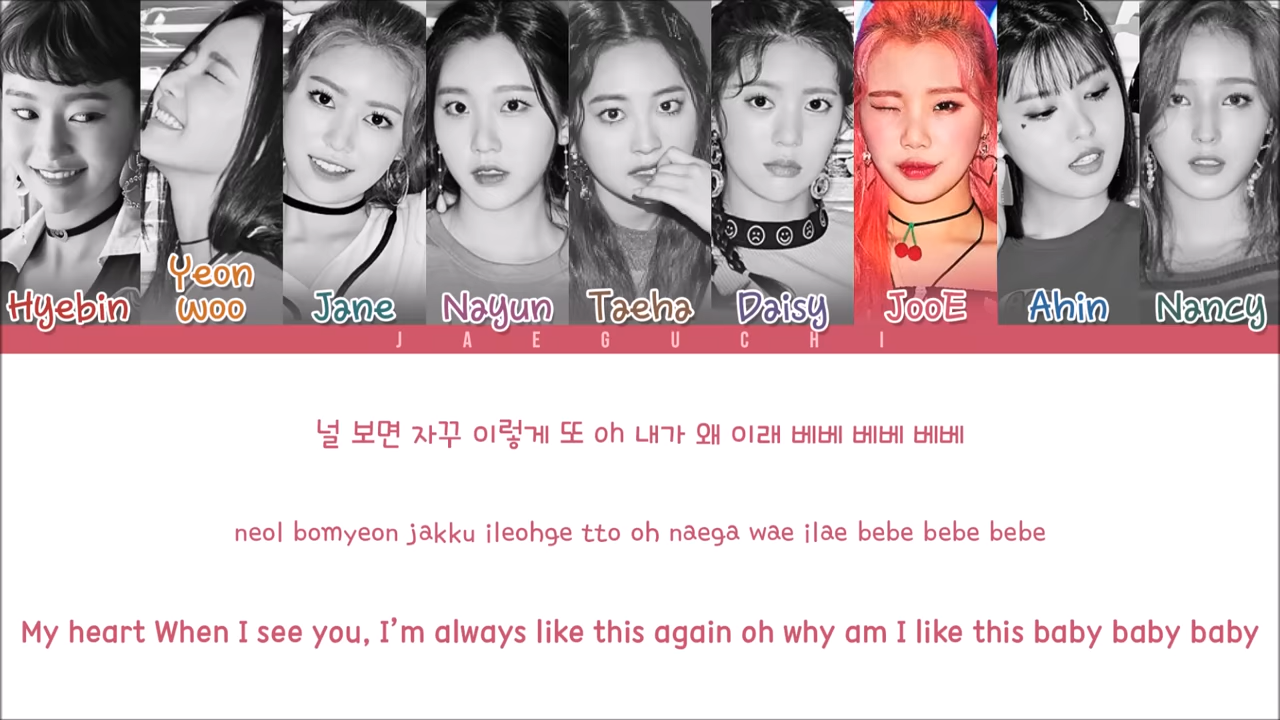 Hyebin
Yeon
woo
Jane
Nayun
Taeha
Daisy
JooE
Ahin
Nancy
JAEGUCHI
널 보면 자꾸 이렇게 또 oh 내가 왜 이래 베베 베베 베베
neol bomyeon jakku ileohge tto oh naega wae ilae bebe bebe bebe
My heart When I see you, I’m always like this again oh why am I like this baby baby baby